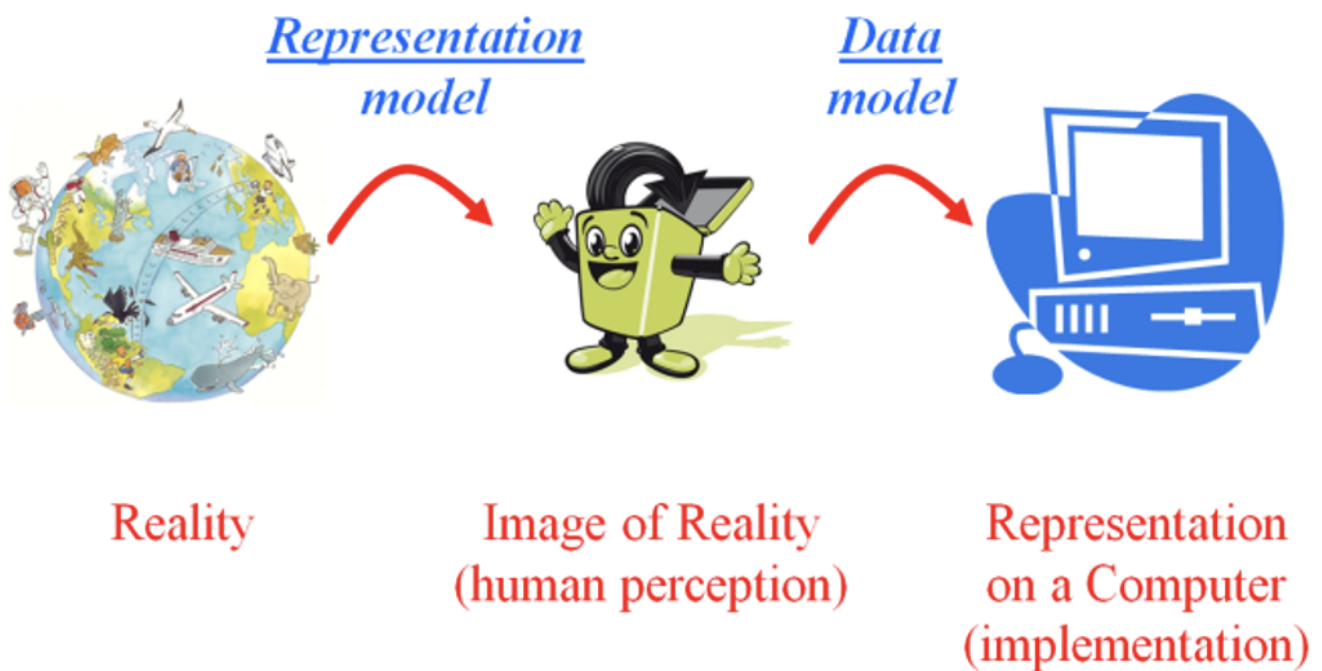 Representation
model
Data
model
Reality
Image of Reality
(human perception)
Representation
on a Computer
(implementation)